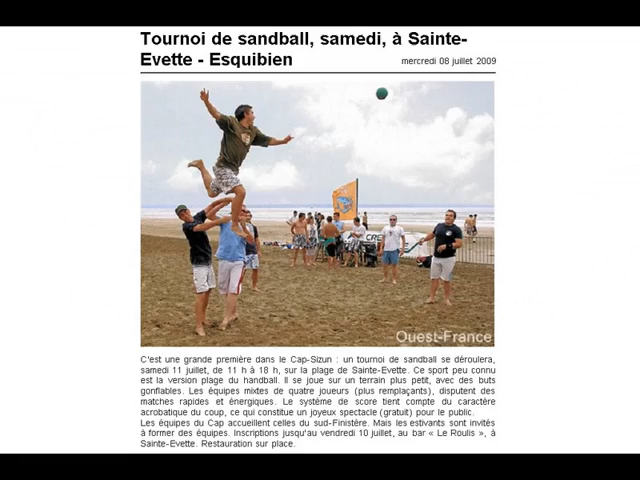 Tournoi de sandball, samedi, à Sainte-
Evette - Esquibien
mercredi 08 juillet 2009
Ouest-France
C'est une grande première dans le Cap-Sizun : un tournoi de sandball se déroulera,
samedi 11 juillet, de 11 h à 18 h, sur la plage de Sainte-Evette. Ce sport peu connu
est la version plage du handball. Il se joue sur un terrain plus petit, avec des buts
gonflables. Les équipes mixtes de quatre joueurs (plus remplaçants), disputent des
matches rapides et énergiques. Le système de score tient compte du caractère
acrobatique du coup, ce qui constitue un joyeux spectacle (gratuit) pour le public.
Les équipes du Cap accueillent celles du sud-Finistère. Mais les estivants sont invités
à former des équipes. Inscriptions jusqu'au vendredi 10 juillet, au bar « Le Roulis », à
Sainte-Evette. Restauration sur place.